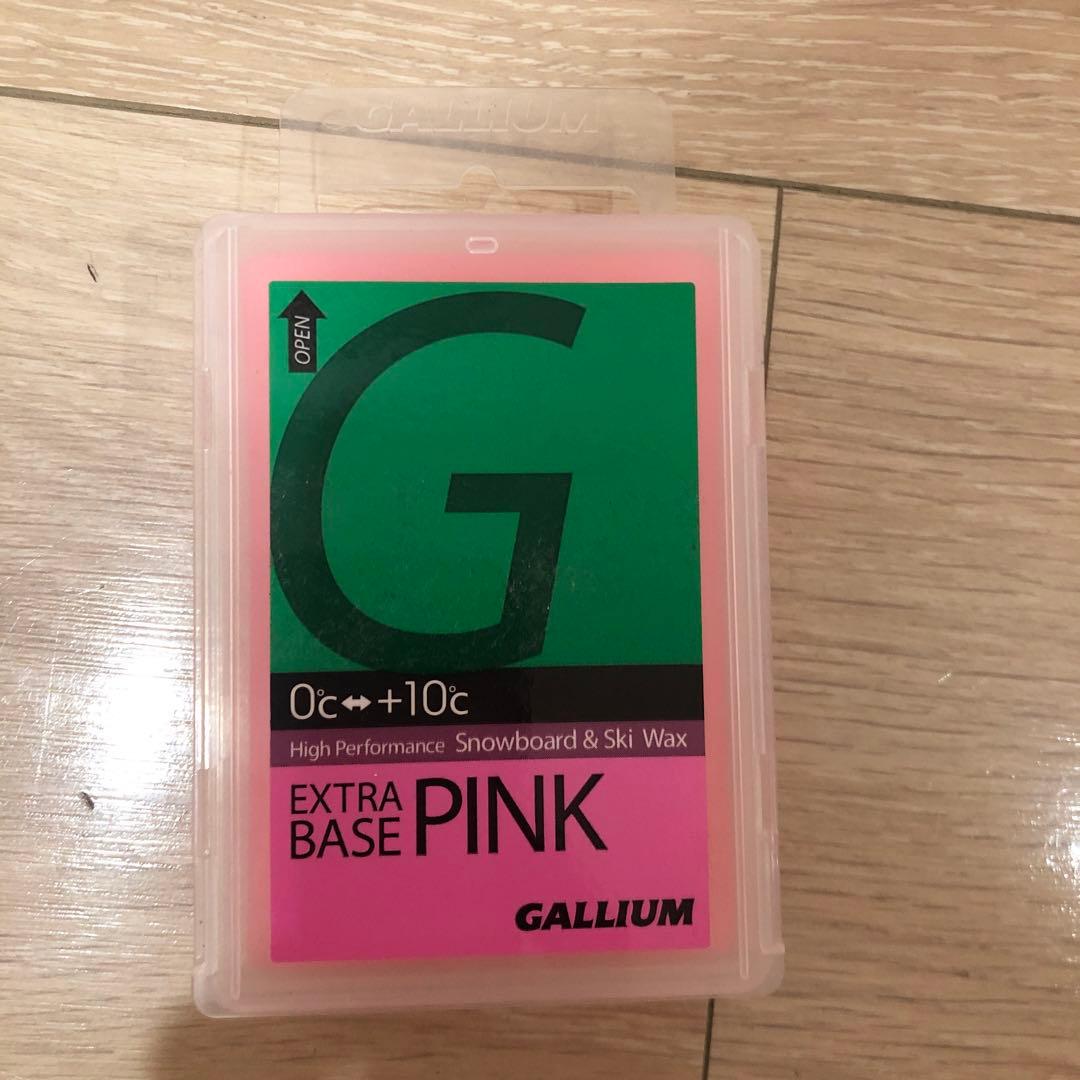 GALLIUM
OPEN
G
0℃↔+10℃
High Performance Snowboard & Ski Wax
EXTRA
BASE PINK
GALLIUM